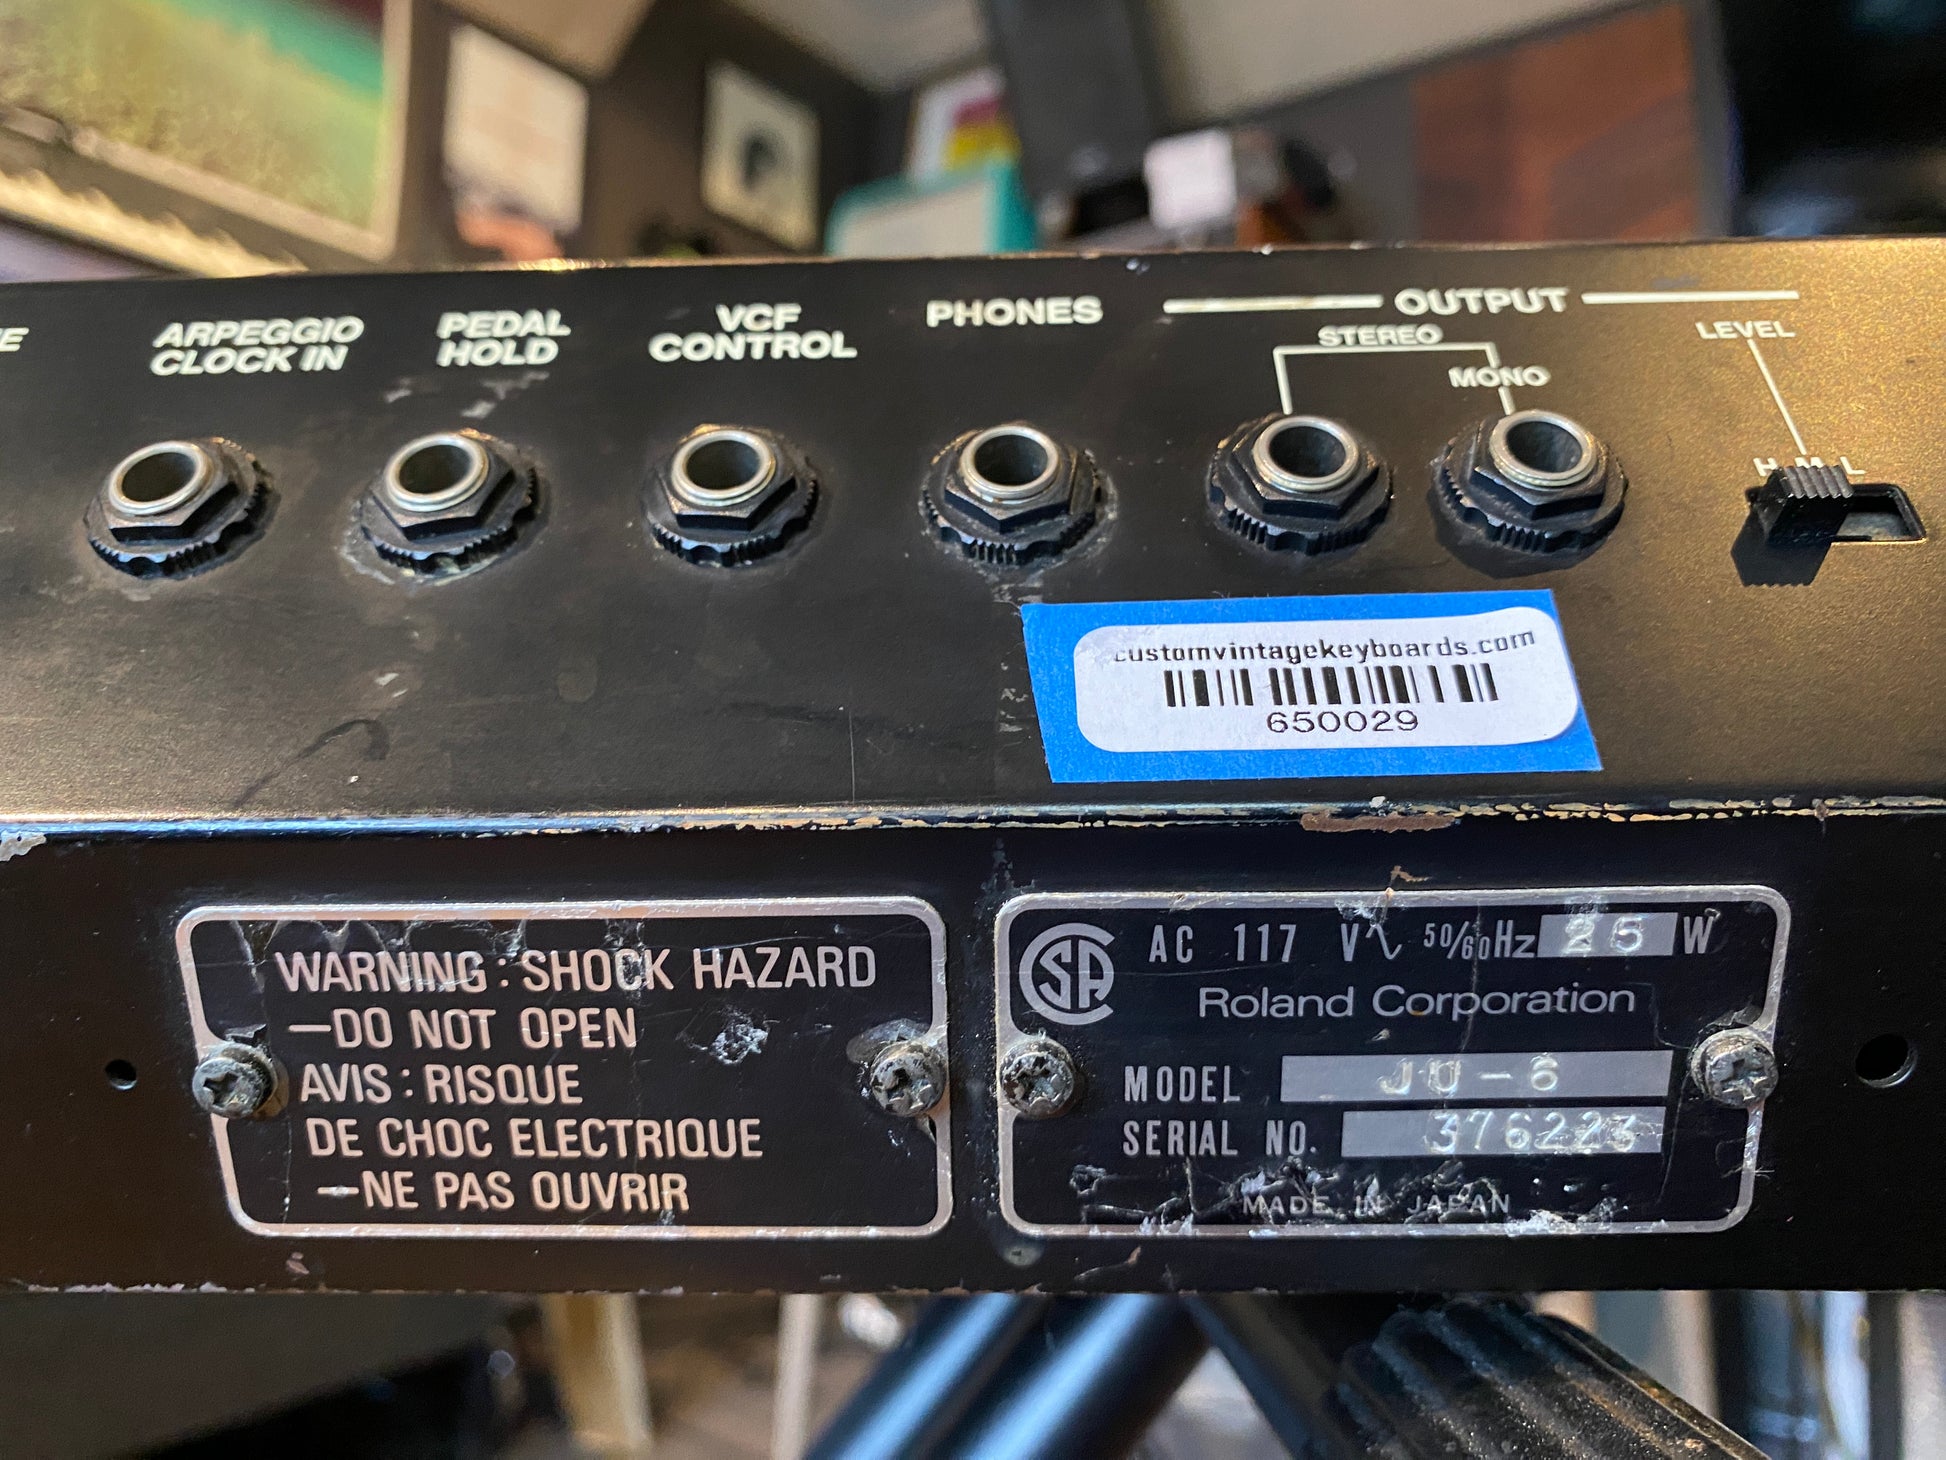 ARPEGGIO
CLOCK IN
PEDAL
HOLD
VCF
CONTROL
PHONES
OUTPUT
STEREO
MONO
LEVEL
H M L
customvintagekeyboards.com
650029
WARNING : SHOCK HAZARD
—DO NOT OPEN
AVIS : RISQUE
DE CHOC ELECTRIQUE
—NE PAS OUVRIR
AC 117 V∿ 50/60Hz 25 W
Roland Corporation
MODEL JU-6
SERIAL NO. 376223
MADE IN JAPAN